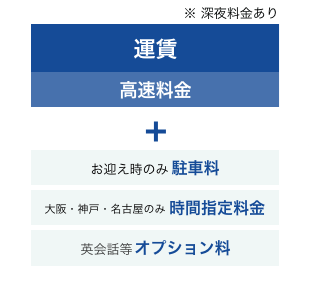 ※ 深夜料金あり
運賃
高速料金
+
お迎え時のみ 駐車料
大阪・神戸・名古屋のみ 時間指定料金
英会話等 オプション料